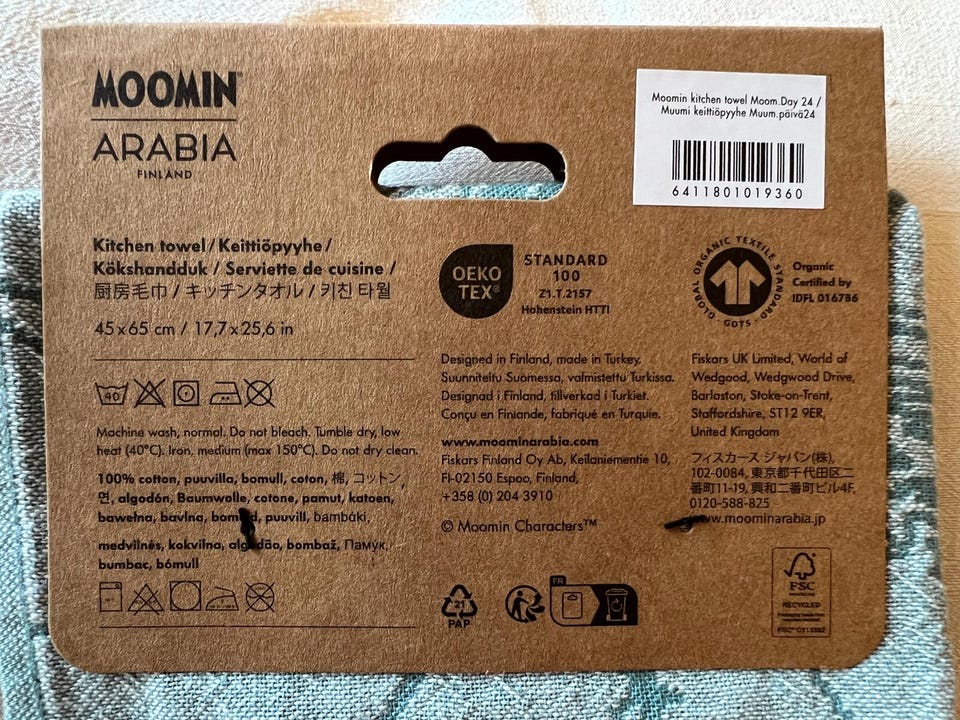 MOOMIN
ARABIA
FINLAND
Moomin kitchen towel Moom.Day 24 /
Muumi keittiöpyyhe Muum.päivä24
6411801019360
Kitchen towel / Keittiöpyyhe /
Kökshandduk / Serviette de cuisine /
厨房毛巾 / キッチンタオル / 키친 타월
45 x 65 cm / 17,7 x 25,6 in
40
Machine wash, normal. Do not bleach. Tumble dry, low
heat (40°C). Iron, medium (max 150°C). Do not dry clean.
100% cotton, puuvilla, bomull, coton, 棉, コットン,
면, algodón, Baumwolle, cotone, pamut, katoen,
bawełna, bavlna, bombaž, puuvill, bambáki,
medvilnės, kokvilna, algodão, bombaž, Памук,
bumbac, bómull
OEKO
TEX®
STANDARD
100
Z1.T.2157
Hohenstein HTTI
GLOBAL ORGANIC TEXTILE STANDARD
· GOTS ·
Organic
Certified by
IDFL 016786
Designed in Finland, made in Turkey.
Suunniteltu Suomessa, valmistettu Turkissa.
Designad i Finland, tillverkad i Turkiet.
Conçu en Finlande, fabriqué en Turquie.
www.moominarabia.com
Fiskars Finland Oy Ab, Keilaniementie 10,
FI-02150 Espoo, Finland,
+358 (0) 204 3910
© Moomin Characters™
Fiskars UK Limited, World of
Wedgwood, Wedgwood Drive,
Barlaston, Stoke-on-Trent,
Staffordshire, ST12 9ER,
United Kingdom
フィスカース ジャパン(株),
102-0084, 東京都千代田区二
番町11-19, 興和二番町ビル4F,
0120-588-825
www.moominarabia.jp
21
PAP
FR
FSC
RECYCLED